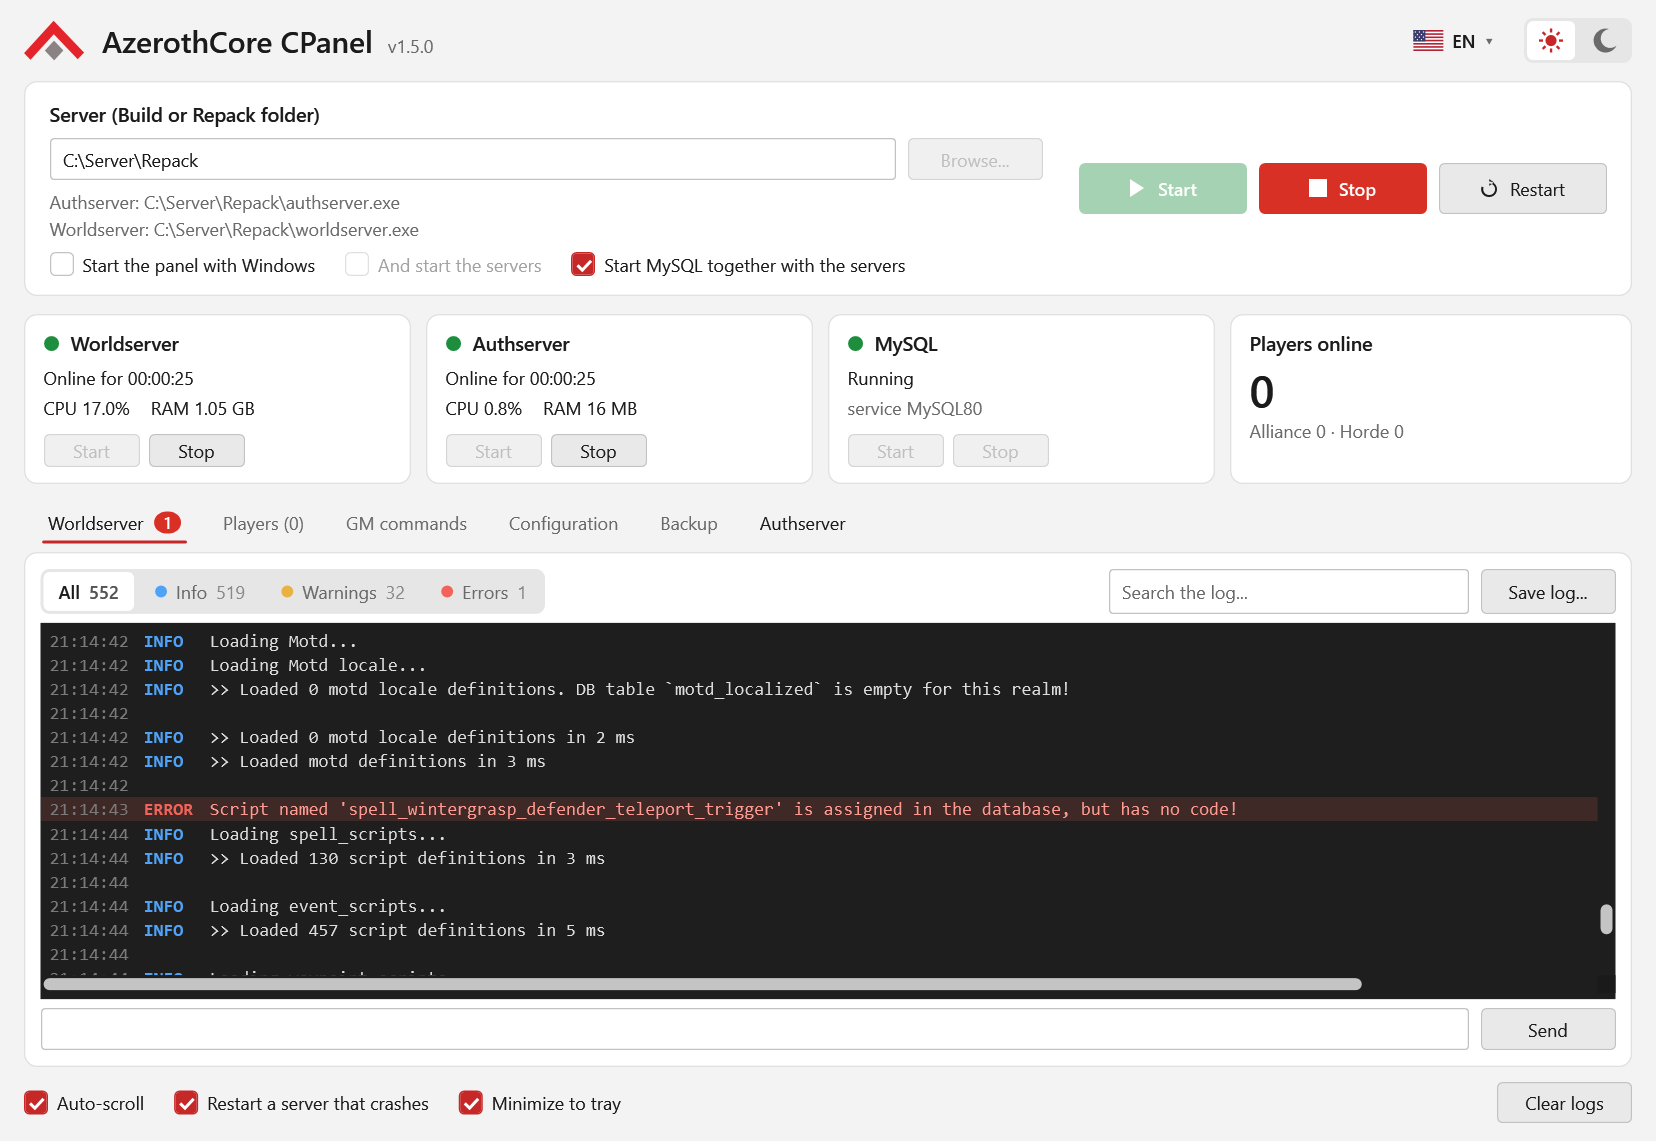 AzerothCore CPanel v1.5.0
EN
Server (Build or Repack folder)
C:\Server\Repack
Browse...
Start
Stop
Restart
Authserver: C:\Server\Repack\authserver.exe
Worldserver: C:\Server\Repack\worldserver.exe
Start the panel with Windows
And start the servers
Start MySQL together with the servers
Worldserver
Online for 00:00:25
CPU 17.0% RAM 1.05 GB
Start
Stop
Authserver
Online for 00:00:25
CPU 0.8% RAM 16 MB
Start
Stop
MySQL
Running
service MySQL80
Start
Stop
Players online
0
Alliance 0 · Horde 0
Worldserver 1
Players (0)
GM commands
Configuration
Backup
Authserver
All 552
Info 519
Warnings 32
Errors 1
Search the log...
Save log...
21:14:42 INFO Loading Motd...
21:14:42 INFO Loading Motd locale...
21:14:42 INFO >> Loaded 0 motd locale definitions. DB table `motd_localized` is empty for this realm!
21:14:42
21:14:42 INFO >> Loaded 0 motd locale definitions in 2 ms
21:14:42 INFO >> Loaded motd definitions in 3 ms
21:14:42
21:14:43 ERROR Script named 'spell_wintergrasp_defender_teleport_trigger' is assigned in the database, but has no code!
21:14:44 INFO Loading spell_scripts...
21:14:44 INFO >> Loaded 130 script definitions in 3 ms
21:14:44
21:14:44 INFO Loading event_scripts...
21:14:44 INFO >> Loaded 457 script definitions in 5 ms
21:14:44
Send
Auto-scroll
Restart a server that crashes
Minimize to tray
Clear logs